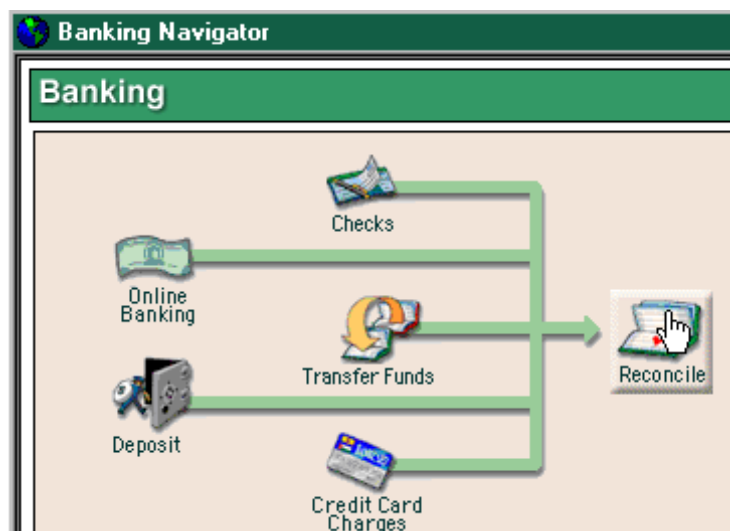 Banking Navigator
Banking
Checks
Online
Banking
Transfer Funds
Reconcile
Deposit
Credit Card
Charges